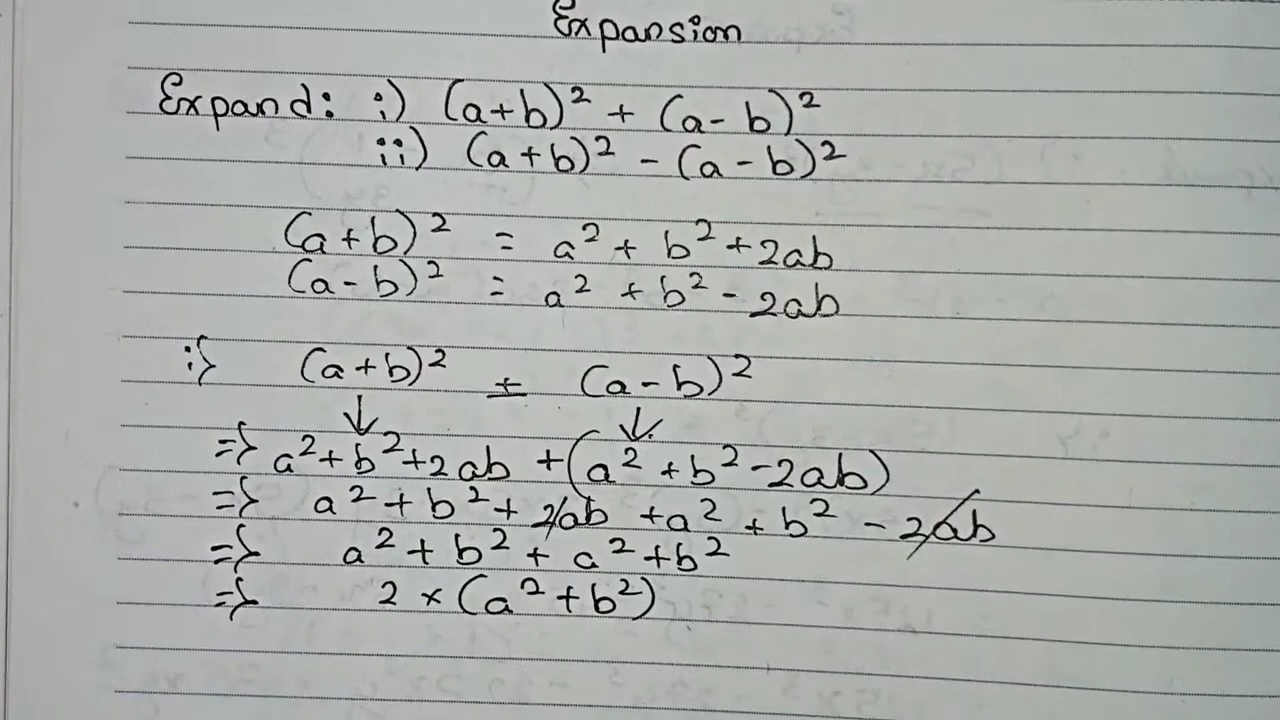 Expansion
Expand: i) (a+b)² + (a-b)²
ii) (a+b)² - (a-b)²
(a+b)² = a² + b² + 2ab
(a-b)² = a² + b² - 2ab
i} (a+b)² ± (a-b)²
↓ ↓
=} a²+b²+2ab +(a²+b²-2ab)
=} a² + b² + 2ab + a² + b² - 2ab
=} a² + b² + a² + b²
=} 2 × (a² + b²)